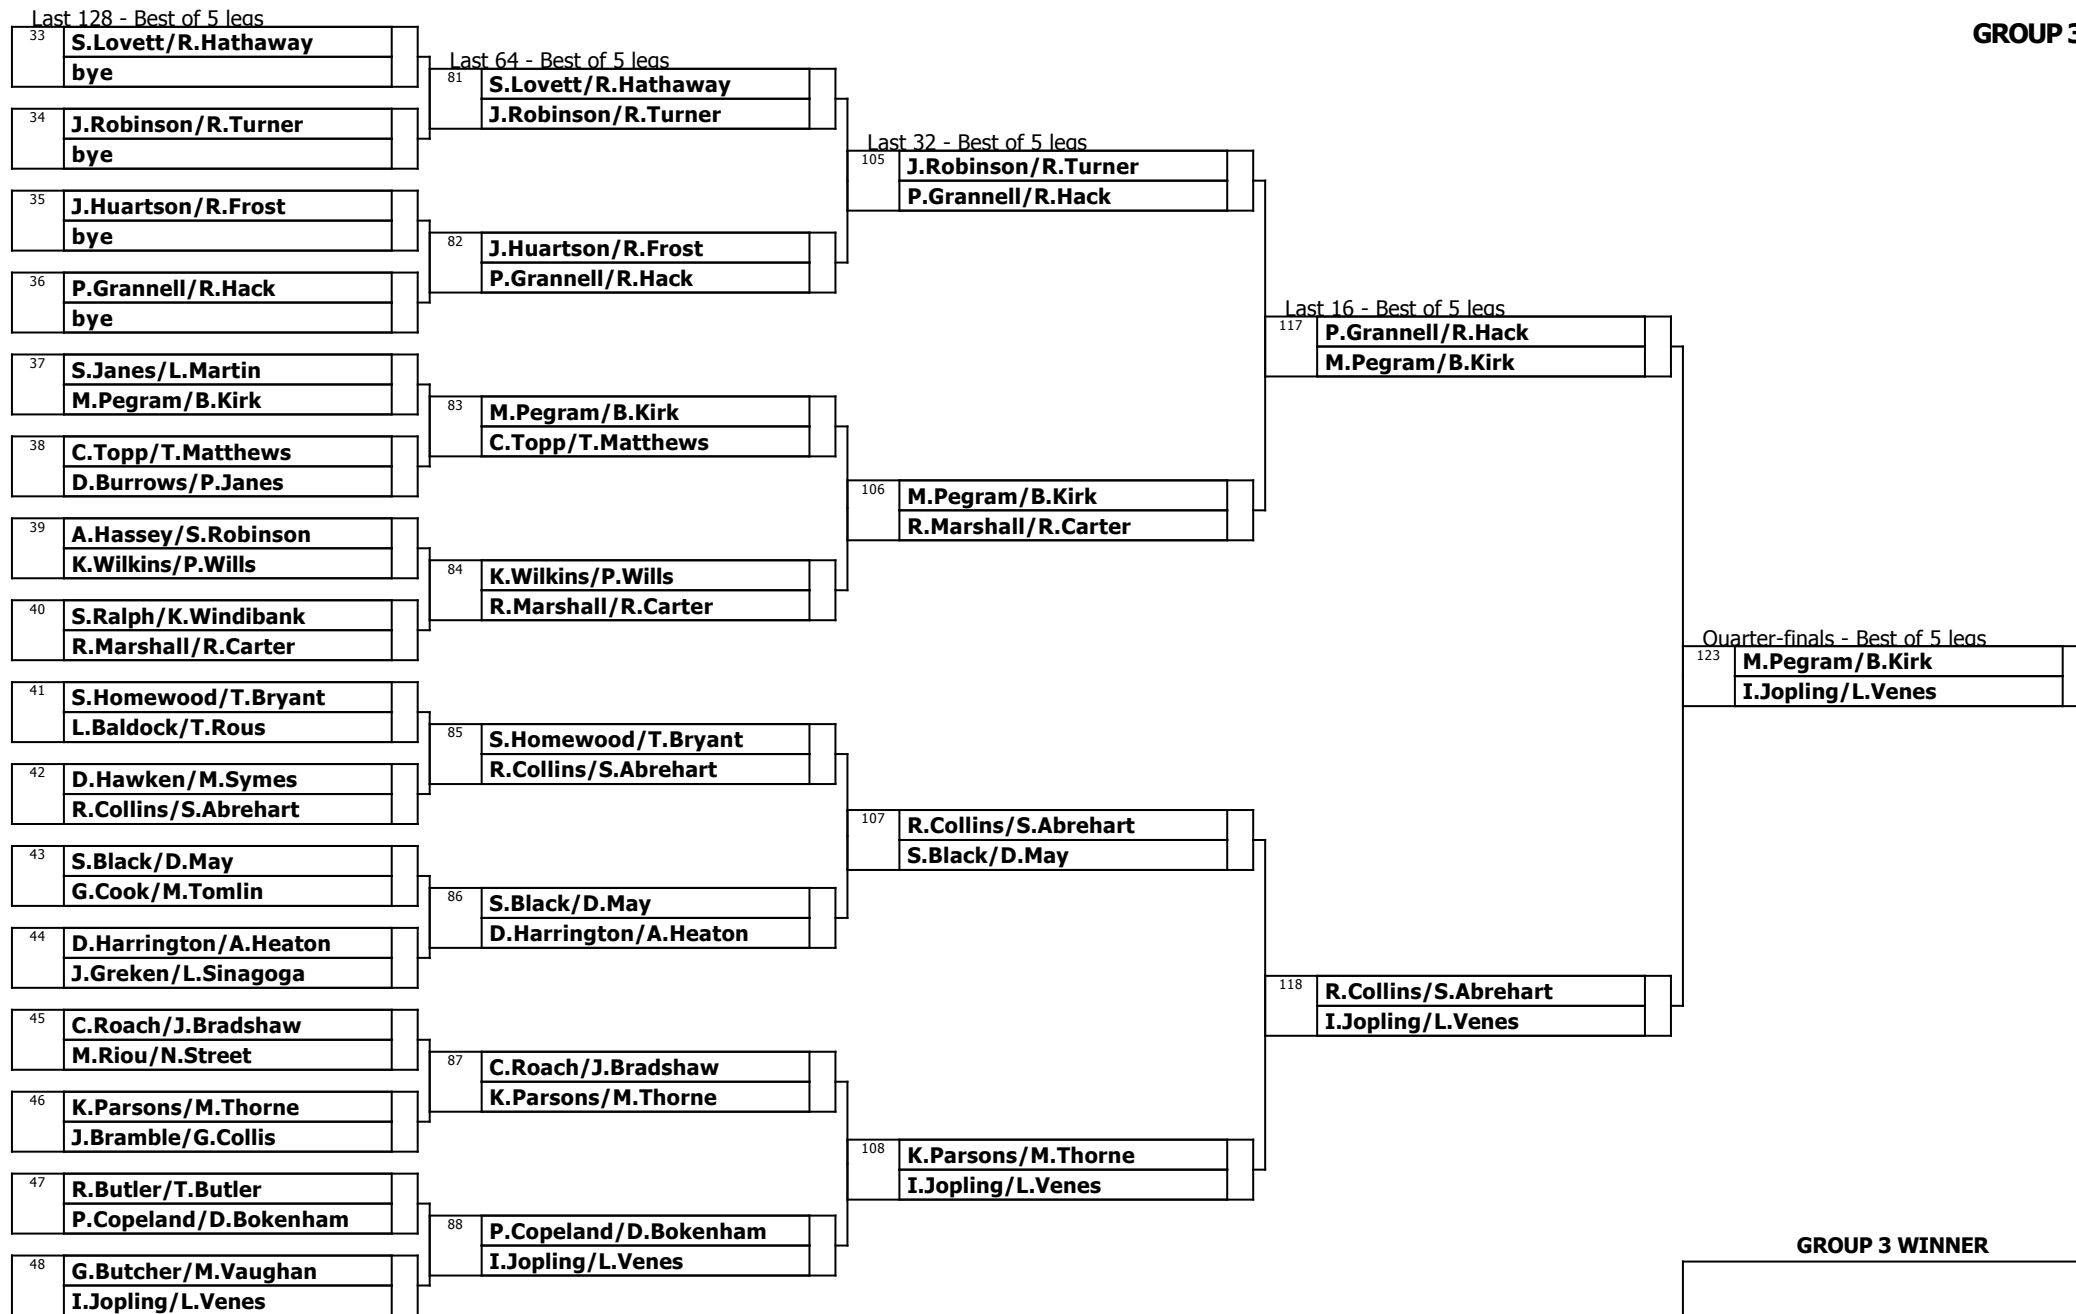 Last 128 - Best of 5 legs
33
S.Lovett/R.Hathaway
bye
34
J.Robinson/R.Turner
bye
35
J.Huartson/R.Frost
bye
36
P.Grannell/R.Hack
bye
37
S.Janes/L.Martin
M.Pegram/B.Kirk
38
C.Topp/T.Matthews
D.Burrows/P.Janes
39
A.Hassey/S.Robinson
K.Wilkins/P.Wills
40
S.Ralph/K.Windibank
R.Marshall/R.Carter
41
S.Homewood/T.Bryant
L.Baldock/T.Rous
42
D.Hawken/M.Symes
R.Collins/S.Abrehart
43
S.Black/D.May
G.Cook/M.Tomlin
44
D.Harrington/A.Heaton
J.Greken/L.Sinagoga
45
C.Roach/J.Bradshaw
M.Riou/N.Street
46
K.Parsons/M.Thorne
J.Bramble/G.Collis
47
R.Butler/T.Butler
P.Copeland/D.Bokenham
48
G.Butcher/M.Vaughan
I.Jopling/L.Venes
Last 64 - Best of 5 legs
81
S.Lovett/R.Hathaway
J.Robinson/R.Turner
82
J.Huartson/R.Frost
P.Grannell/R.Hack
83
M.Pegram/B.Kirk
C.Topp/T.Matthews
84
K.Wilkins/P.Wills
R.Marshall/R.Carter
85
S.Homewood/T.Bryant
R.Collins/S.Abrehart
86
S.Black/D.May
D.Harrington/A.Heaton
87
C.Roach/J.Bradshaw
K.Parsons/M.Thorne
88
P.Copeland/D.Bokenham
I.Jopling/L.Venes
Last 32 - Best of 5 legs
105
J.Robinson/R.Turner
P.Grannell/R.Hack
106
M.Pegram/B.Kirk
R.Marshall/R.Carter
107
R.Collins/S.Abrehart
S.Black/D.May
108
K.Parsons/M.Thorne
I.Jopling/L.Venes
Last 16 - Best of 5 legs
117
P.Grannell/R.Hack
M.Pegram/B.Kirk
118
R.Collins/S.Abrehart
I.Jopling/L.Venes
GROUP 3
Quarter-finals - Best of 5 legs
123
M.Pegram/B.Kirk
I.Jopling/L.Venes
GROUP 3 WINNER